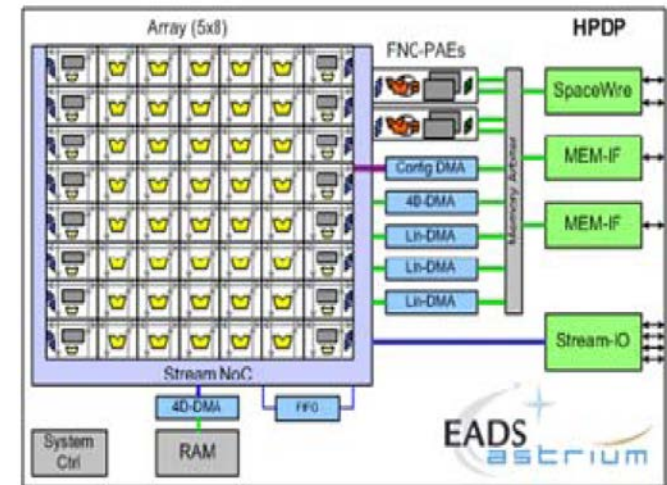 Array (5x8)
HPDP
FNC-PAEs
SpaceWire
MEM-IF
MEM-IF
Config DMA
4D-DMA
Lin-DMA
Lin-DMA
Lin-DMA
Memory Arbiter
Stream-IO
Stream NoC
4D-DMA
FIFO
System
Ctrl
RAM
EADS
astrium